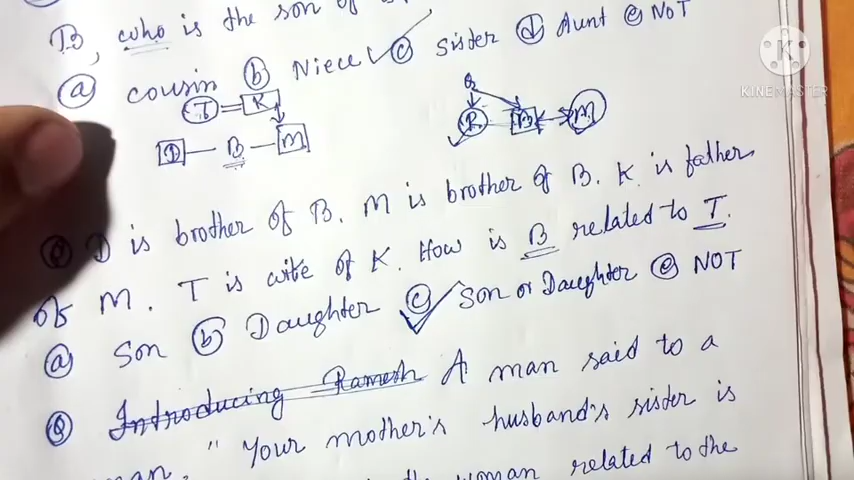 B, who is the son of
ⓐ cousin ⓑ Niece ⓒ sister ⓓ Aunt ⓔ NOT
T = K
D — B — M
R B M
K
KINEMASTER
Q D is brother of B. M is brother of B. K is father
of M. T is wife of K. How is B related to T.
ⓐ Son ⓑ Daughter ⓒ Son or Daughter ⓔ NOT
Q Introducing Ramesh A man said to a
"Your mother's husband's sister is
woman related to the